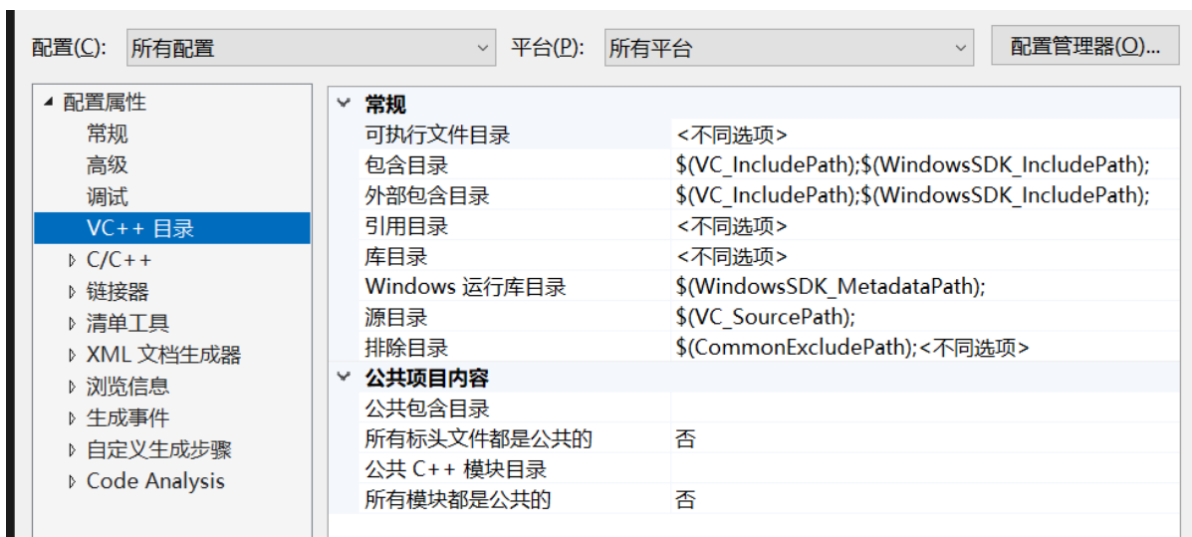 配置(C): 所有配置 平台(P): 所有平台 配置管理器(O)...
配置属性
常规
高级
调试
VC++ 目录
C/C++
链接器
清单工具
XML 文档生成器
浏览信息
生成事件
自定义生成步骤
Code Analysis
常规
可执行文件目录 <不同选项>
包含目录 $(VC_IncludePath);$(WindowsSDK_IncludePath);
外部包含目录 $(VC_IncludePath);$(WindowsSDK_IncludePath);
引用目录 <不同选项>
库目录 <不同选项>
Windows 运行库目录 $(WindowsSDK_MetadataPath);
源目录 $(VC_SourcePath);
排除目录 $(CommonExcludePath);<不同选项>
公共项目内容
公共包含目录
所有标头文件都是公共的 否
公共 C++ 模块目录
所有模块都是公共的 否